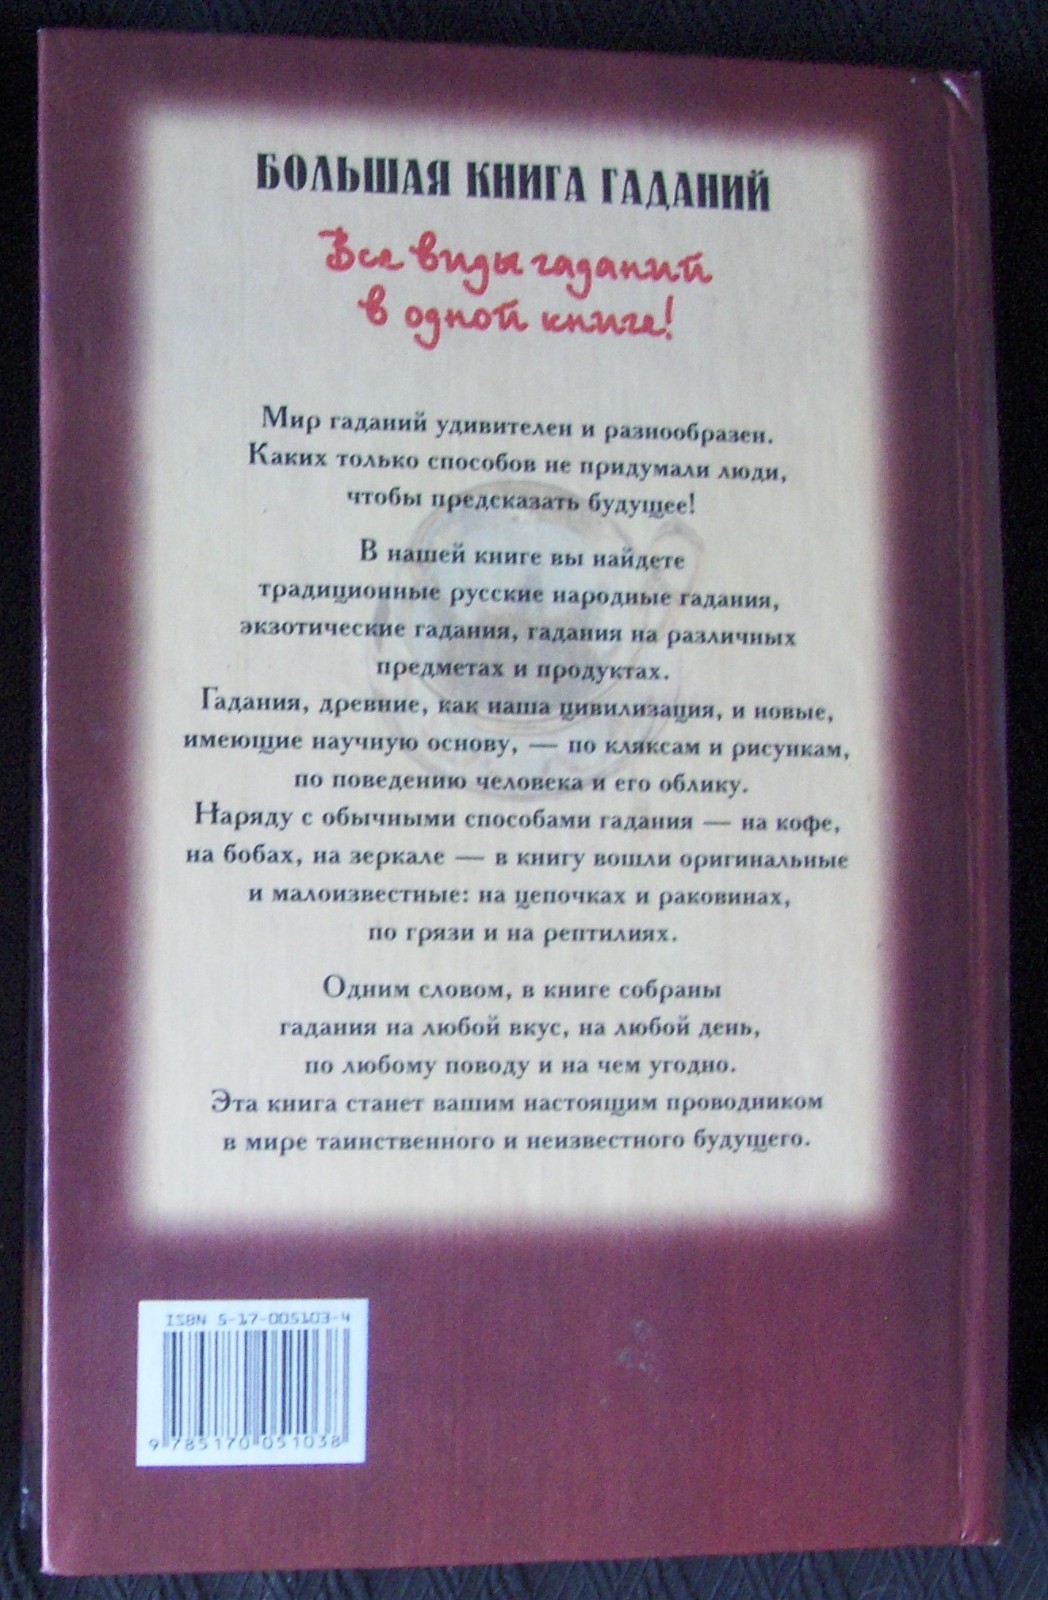 БОЛЬШАЯ КНИГА ГАДАНИЙ
Все виды гаданий
в одной книге!
Мир гаданий удивителен и разнообразен.
Каких только способов не придумали люди,
чтобы предсказать будущее!
В нашей книге вы найдете
традиционные русские народные гадания,
экзотические гадания, гадания на различных
предметах и продуктах.
Гадания, древние, как наша цивилизация, и новые,
имеющие научную основу, — по кляксам и рисункам,
по поведению человека и его облику.
Наряду с обычными способами гадания — на кофе,
на бобах, на зеркале — в книгу вошли оригинальные
и малоизвестные: на цепочках и раковинах,
по грязи и на рептилиях.
Одним словом, в книге собраны
гадания на любой вкус, на любой день,
по любому поводу и на чем угодно.
Эта книга станет вашим настоящим проводником
в мире таинственного и неизвестного будущего.
ISBN 5-17-005103-4
9 785170 051038